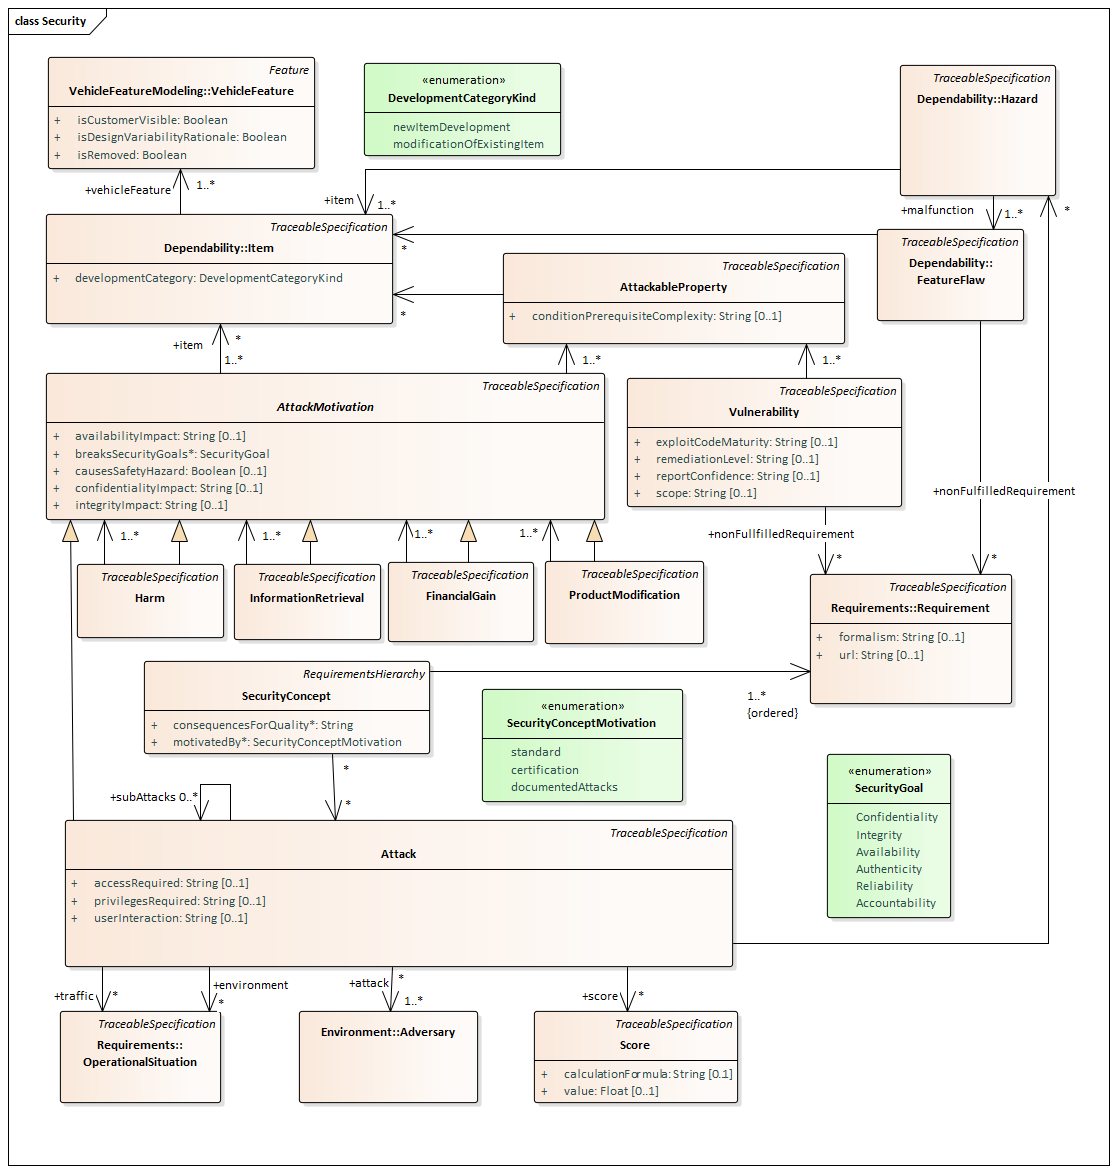 class Security
Feature
VehicleFeatureModeling::VehicleFeature
+ isCustomerVisible: Boolean
+ isDesignVariabilityRationale: Boolean
+ isRemoved: Boolean
«enumeration»
DevelopmentCategoryKind
newItemDevelopment
modificationOfExistingItem
TraceableSpecification
Dependability::Hazard
+vehicleFeature
1..*
+item
1..*
+malfunction
1..*
*
TraceableSpecification
Dependability::Item
+ developmentCategory: DevelopmentCategoryKind
*
*
TraceableSpecification
Dependability::
FeatureFlaw
TraceableSpecification
AttackableProperty
+ conditionPrerequisiteComplexity: String [0..1]
+item
*
1..*
1..*
1..*
TraceableSpecification
AttackMotivation
+ availabilityImpact: String [0..1]
+ breaksSecurityGoals*: SecurityGoal
+ causesSafetyHazard: Boolean [0..1]
+ confidentialityImpact: String [0..1]
+ integrityImpact: String [0..1]
TraceableSpecification
Vulnerability
+ exploitCodeMaturity: String [0..1]
+ remediationLevel: String [0..1]
+ reportConfidence: String [0..1]
+ scope: String [0..1]
+nonFulfilledRequirement
*
+nonFullfilledRequirement
*
1..*
1..*
1..*
1..*
TraceableSpecification
Harm
TraceableSpecification
InformationRetrieval
TraceableSpecification
FinancialGain
TraceableSpecification
ProductModification
TraceableSpecification
Requirements::Requirement
+ formalism: String [0..1]
+ url: String [0..1]
RequirementsHierarchy
SecurityConcept
+ consequencesForQuality*: String
+ motivatedBy*: SecurityConceptMotivation
1..*
{ordered}
«enumeration»
SecurityConceptMotivation
standard
certification
documentedAttacks
«enumeration»
SecurityGoal
Confidentiality
Integrity
Availability
Authenticity
Reliability
Accountability
*
*
+subAttacks 0..*
TraceableSpecification
Attack
+ accessRequired: String [0..1]
+ privilegesRequired: String [0..1]
+ userInteraction: String [0..1]
+traffic
*
+environment
*
+attack
*
1..*
+score
*
TraceableSpecification
Requirements::
OperationalSituation
Environment::Adversary
TraceableSpecification
Score
+ calculationFormula: String [0.1]
+ value: Float [0..1]